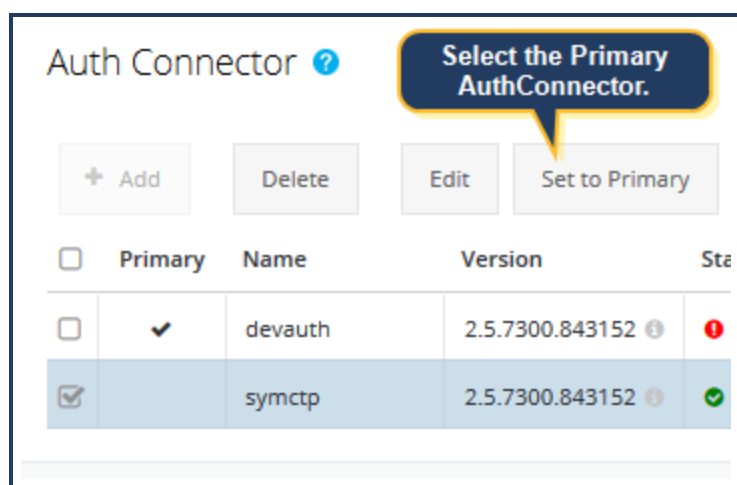 Auth Connector ?
Select the Primary
AuthConnector.
+ Add Delete Edit Set to Primary
Primary Name Version Sta
devauth 2.5.7300.843152
symctp 2.5.7300.843152